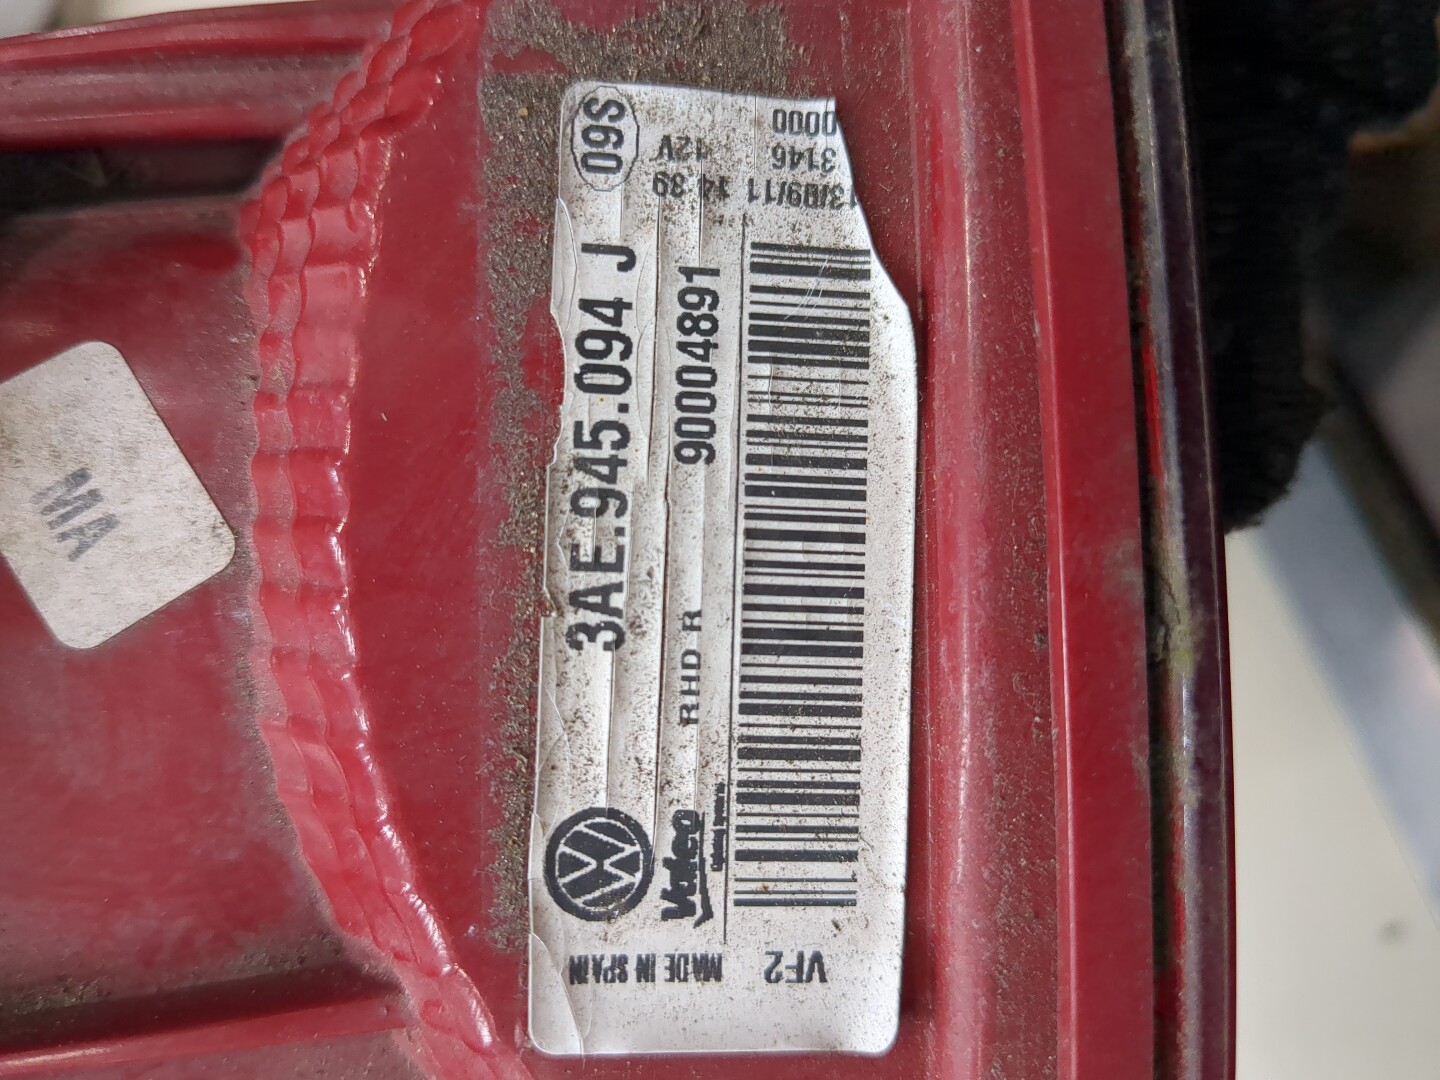 3AE.945.094 J 09S
90004891
RHD R
Valeo
12V
13/09/11 14 39
3146
0000
MADE IN SPAIN
VF2
MA